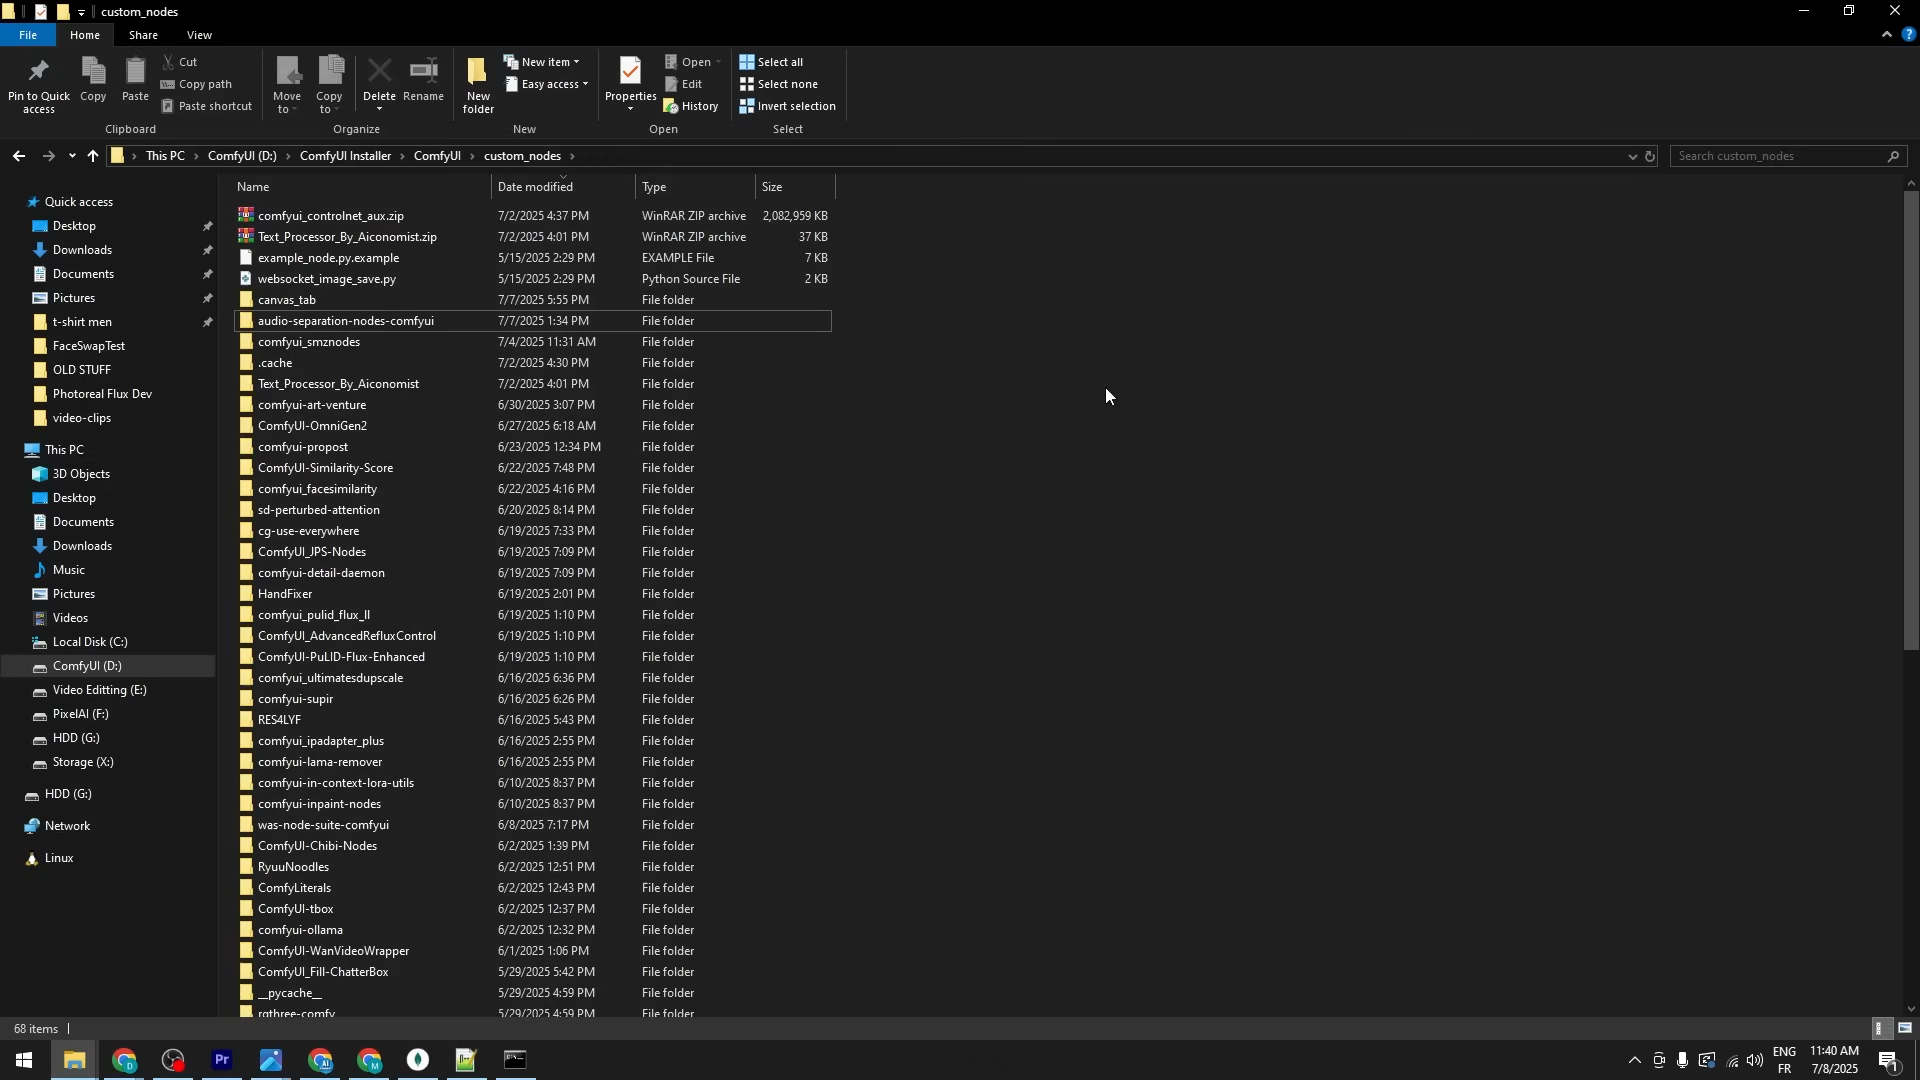 custom_nodes
File
Home
Share
View
Pin to Quick access
Copy
Paste
Cut
Copy path
Paste shortcut
Clipboard
Move to
Copy to
Delete
Rename
Organize
New folder
New item
Easy access
New
Properties
Open
Edit
History
Open
Select all
Select none
Invert selection
Select
This PC
ComfyUI (D:)
ComfyUI Installer
ComfyUI
custom_nodes
Search custom_nodes
Quick access
Desktop
Downloads
Documents
Pictures
t-shirt men
FaceSwapTest
OLD STUFF
Photoreal Flux Dev
video-clips
This PC
3D Objects
Desktop
Documents
Downloads
Music
Pictures
Videos
Local Disk (C:)
ComfyUI (D:)
Video Editting (E:)
PixelAI (F:)
HDD (G:)
Storage (X:)
HDD (G:)
Network
Linux
Name Date modified Type Size
comfyui_controlnet_aux.zip 7/2/2025 4:37 PM WinRAR ZIP archive 2,082,959 KB
Text_Processor_By_Aiconomist.zip 7/2/2025 4:01 PM WinRAR ZIP archive 37 KB
example_node.py.example 5/15/2025 2:29 PM EXAMPLE File 7 KB
websocket_image_save.py 5/15/2025 2:29 PM Python Source File 2 KB
canvas_tab 7/7/2025 5:55 PM File folder
audio-separation-nodes-comfyui 7/7/2025 1:34 PM File folder
comfyui_smznodes 7/4/2025 11:31 AM File folder
.cache 7/2/2025 4:30 PM File folder
Text_Processor_By_Aiconomist 7/2/2025 4:01 PM File folder
comfyui-art-venture 6/30/2025 3:07 PM File folder
ComfyUI-OmniGen2 6/27/2025 6:18 AM File folder
comfyui-propost 6/23/2025 12:34 PM File folder
ComfyUI-Similarity-Score 6/22/2025 7:48 PM File folder
comfyui_facesimilarity 6/22/2025 4:16 PM File folder
sd-perturbed-attention 6/20/2025 8:14 PM File folder
cg-use-everywhere 6/19/2025 7:33 PM File folder
ComfyUI_JPS-Nodes 6/19/2025 7:09 PM File folder
comfyui-detail-daemon 6/19/2025 7:09 PM File folder
HandFixer 6/19/2025 2:01 PM File folder
comfyui_pulid_flux_ll 6/19/2025 1:10 PM File folder
ComfyUI_AdvancedRefluxControl 6/19/2025 1:10 PM File folder
ComfyUI-PuLID-Flux-Enhanced 6/19/2025 1:10 PM File folder
comfyui_ultimatesdupscale 6/16/2025 6:36 PM File folder
comfyui-supir 6/16/2025 6:26 PM File folder
RES4LYF 6/16/2025 5:43 PM File folder
comfyui_ipadapter_plus 6/16/2025 2:55 PM File folder
comfyui-lama-remover 6/16/2025 2:55 PM File folder
comfyui-in-context-lora-utils 6/10/2025 8:37 PM File folder
comfyui-inpaint-nodes 6/10/2025 8:37 PM File folder
was-node-suite-comfyui 6/8/2025 7:17 PM File folder
ComfyUI-Chibi-Nodes 6/2/2025 1:39 PM File folder
RyuuNoodles 6/2/2025 12:51 PM File folder
ComfyLiterals 6/2/2025 12:43 PM File folder
ComfyUI-tbox 6/2/2025 12:37 PM File folder
comfyui-ollama 6/2/2025 12:32 PM File folder
ComfyUI-WanVideoWrapper 6/1/2025 1:06 PM File folder
ComfyUI_Fill-ChatterBox 5/29/2025 5:42 PM File folder
__pycache__ 5/29/2025 4:59 PM File folder
rgthree-comfy 5/29/2025 4:59 PM File folder
68 items
Pr
ENG
FR
11:40 AM
7/8/2025
1